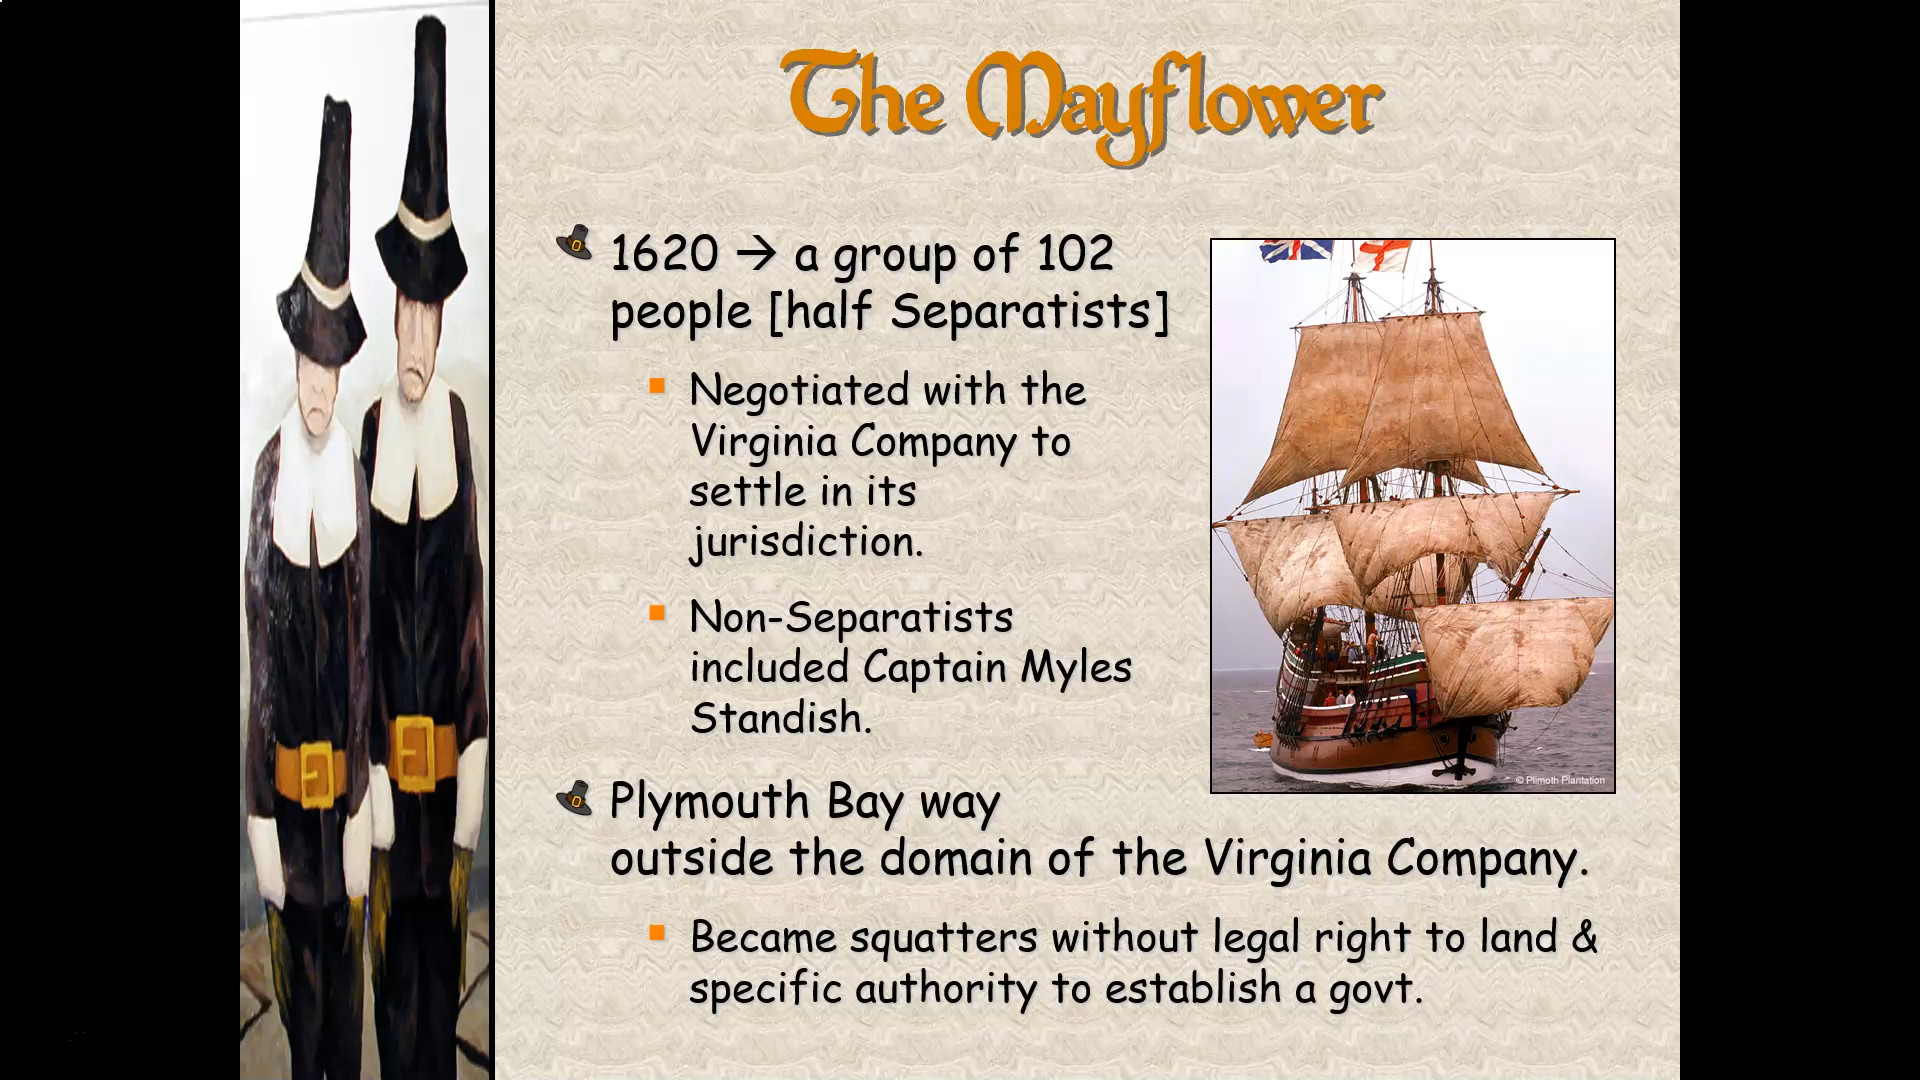 The Mayflower
1620 → a group of 102
people [half Separatists]
Negotiated with the
Virginia Company to
settle in its
jurisdiction.
Non-Separatists
included Captain Myles
Standish.
© Plimoth Plantation
Plymouth Bay way
outside the domain of the Virginia Company.
Became squatters without legal right to land &
specific authority to establish a govt.